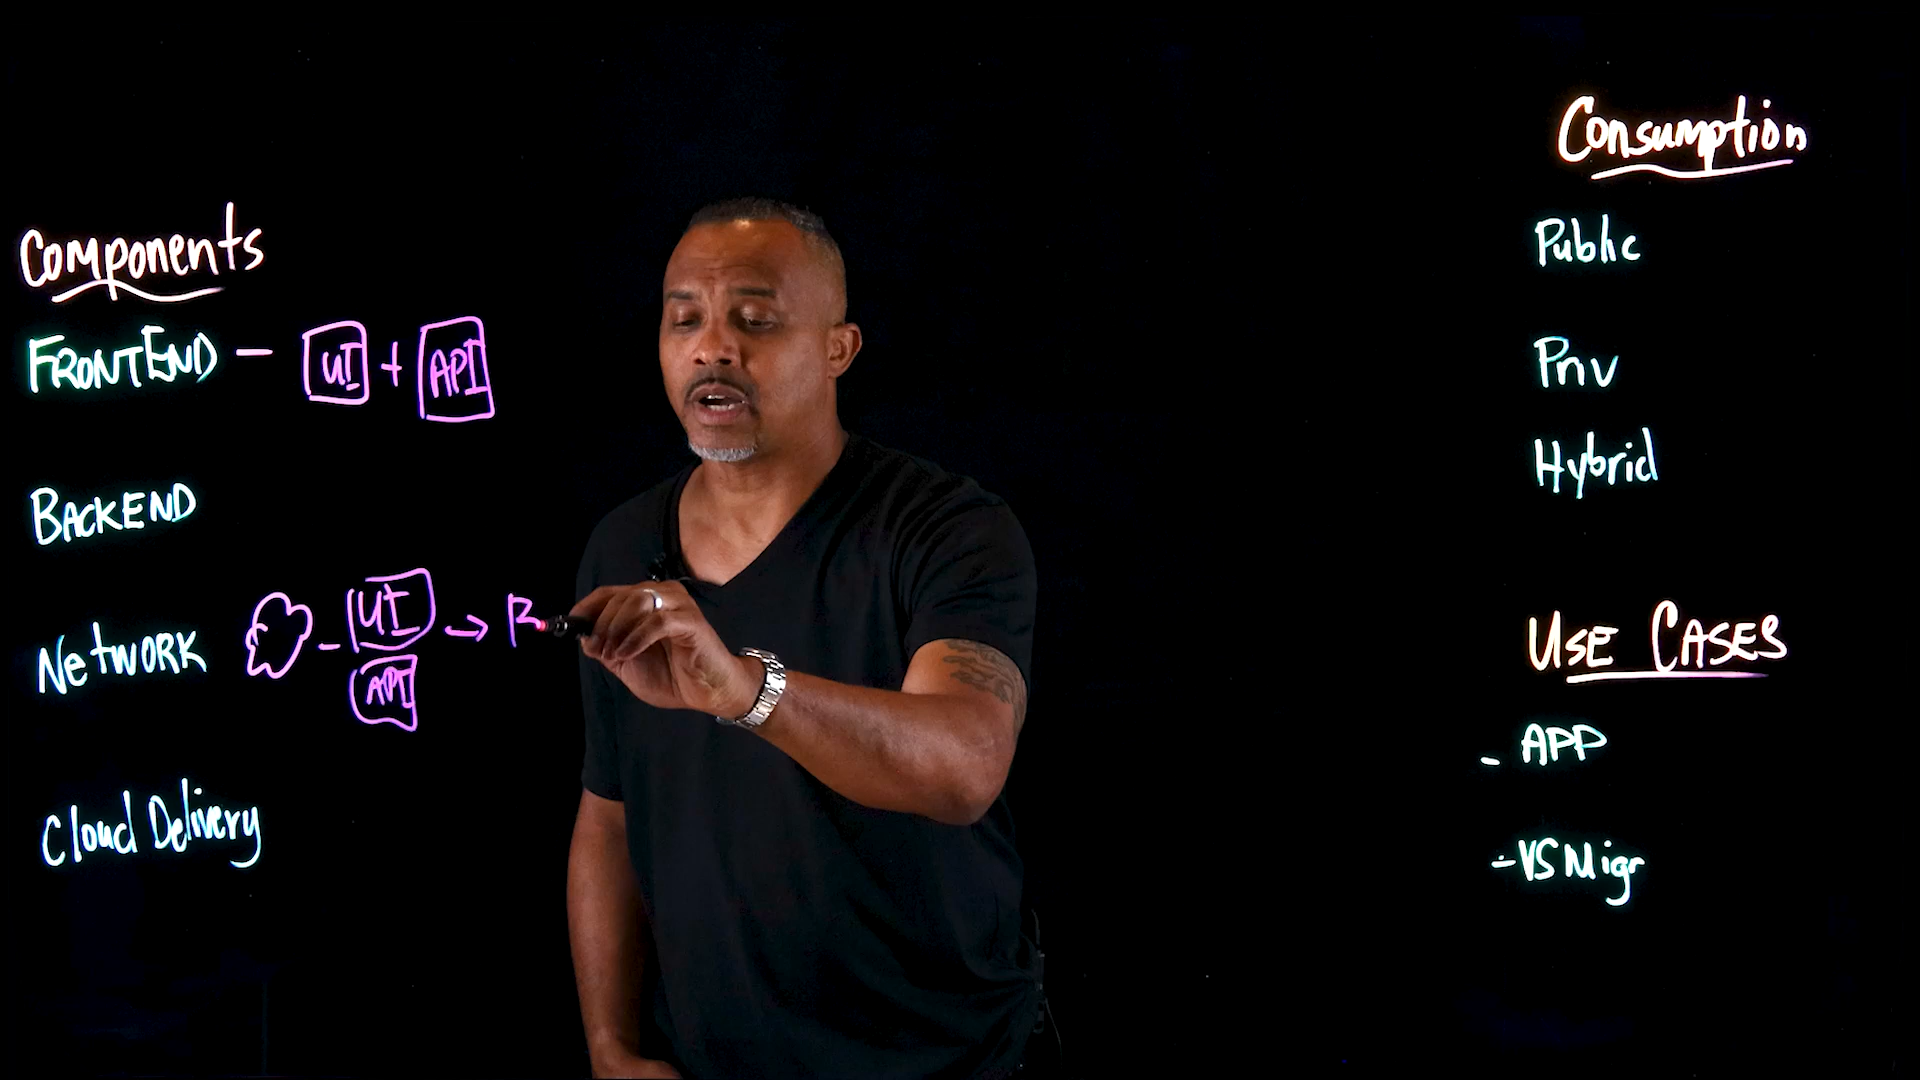 Components
FRONTEND - UI + API
BACKEND
Network - UI → B
API
Cloud Delivery
Consumption
Public
Priv
Hybrid
USE CASES
- APP
- VS Migr